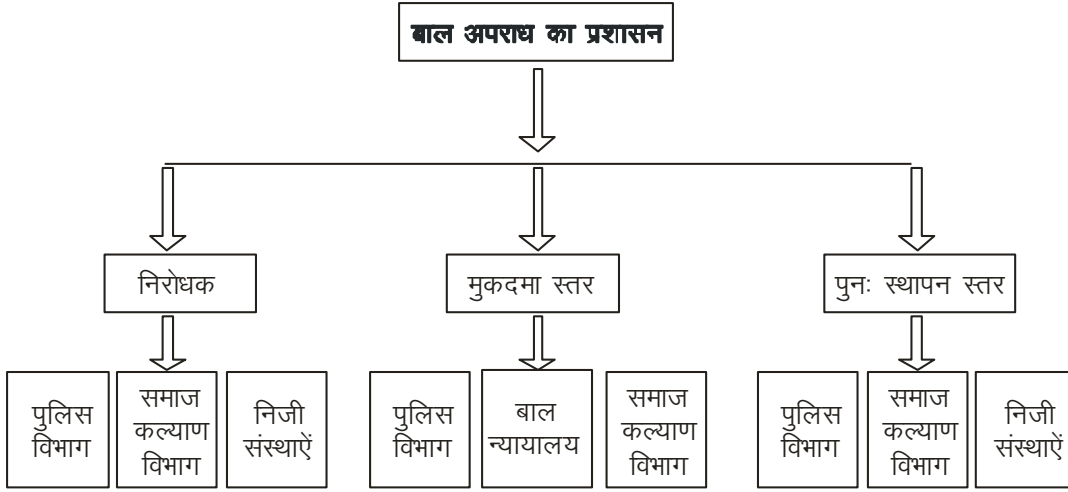 बाल अपराध का प्रशासन
निरोधक
मुकदमा स्तर
पुनः स्थापन स्तर
पुलिस
विभाग
समाज
कल्याण
विभाग
निजी
संस्थाऐं
पुलिस
विभाग
बाल
न्यायालय
समाज
कल्याण
विभाग
पुलिस
विभाग
समाज
कल्याण
विभाग
निजी
संस्थाऐं